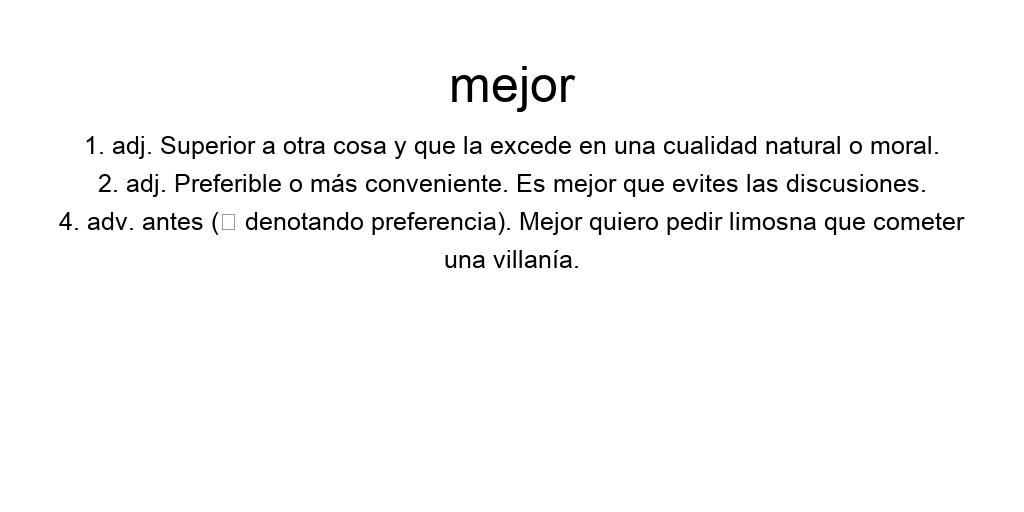 mejor
1. adj. Superior a otra cosa y que la excede en una cualidad natural o moral.
2. adj. Preferible o más conveniente. Es mejor que evites las discusiones.
4. adv. antes (▯ denotando preferencia). Mejor quiero pedir limosna que cometer
una villanía.